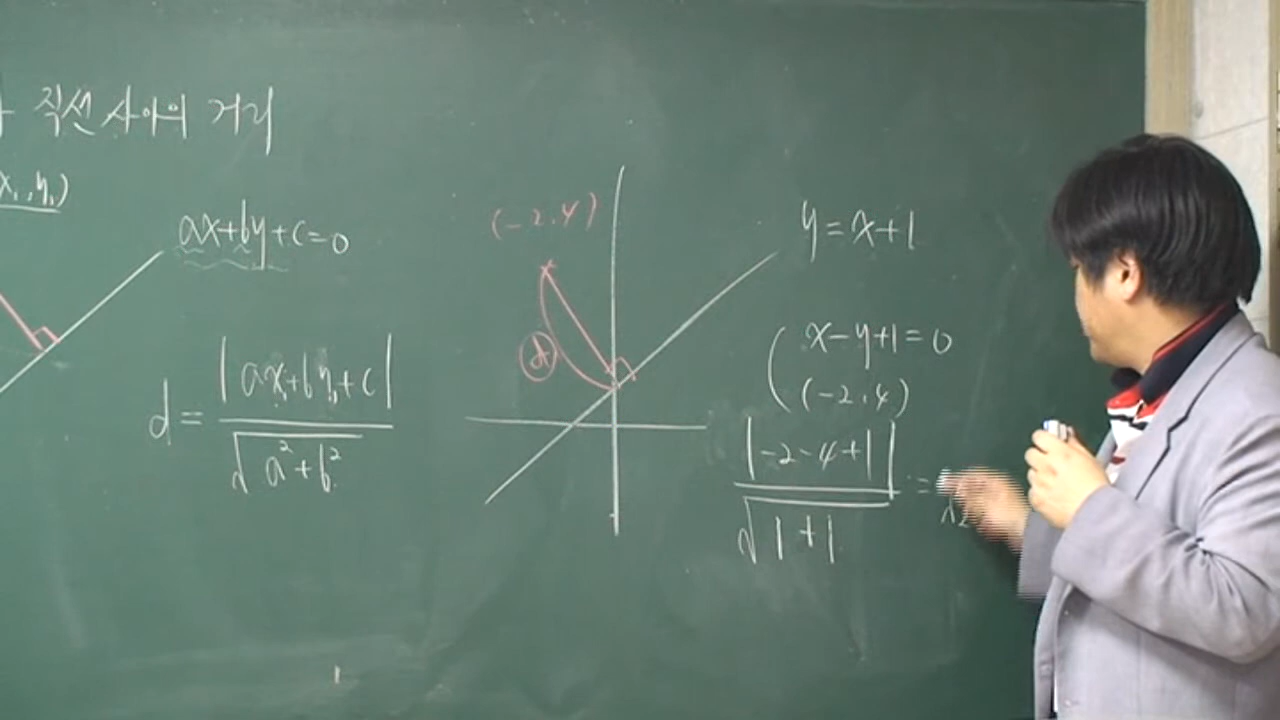 직선 사이의 거리
(x₁, y₁)
ax+by+c=0
d = |ax₁+by₁+c| / √(a²+b²)
(-2, 4)
d
y=x+1
x-y+1=0
(-2, 4)
|-2-4+1| / √(1+1) =